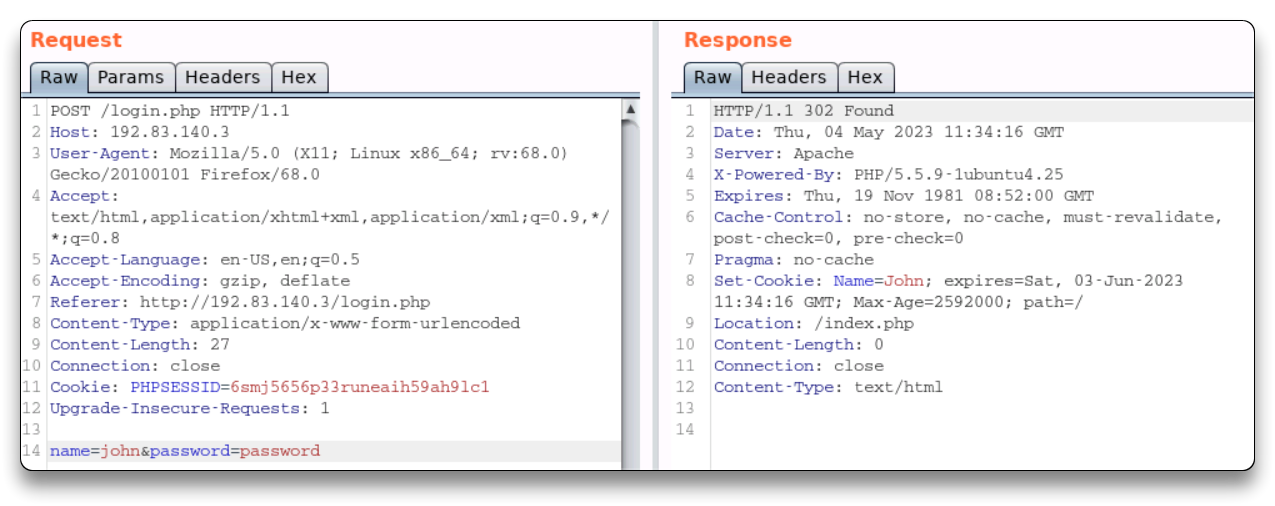 Request
Raw Params Headers Hex
1 POST /login.php HTTP/1.1
2 Host: 192.83.140.3
3 User-Agent: Mozilla/5.0 (X11; Linux x86_64; rv:68.0)
Gecko/20100101 Firefox/68.0
4 Accept:
text/html,application/xhtml+xml,application/xml;q=0.9,*/
*;q=0.8
5 Accept-Language: en-US,en;q=0.5
6 Accept-Encoding: gzip, deflate
7 Referer: http://192.83.140.3/login.php
8 Content-Type: application/x-www-form-urlencoded
9 Content-Length: 27
10 Connection: close
11 Cookie: PHPSESSID=6smj5656p33runeaih59ah9lc1
12 Upgrade-Insecure-Requests: 1
13
14 name=john&password=password
Response
Raw Headers Hex
1 HTTP/1.1 302 Found
2 Date: Thu, 04 May 2023 11:34:16 GMT
3 Server: Apache
4 X-Powered-By: PHP/5.5.9-1ubuntu4.25
5 Expires: Thu, 19 Nov 1981 08:52:00 GMT
6 Cache-Control: no-store, no-cache, must-revalidate,
post-check=0, pre-check=0
7 Pragma: no-cache
8 Set-Cookie: Name=John; expires=Sat, 03-Jun-2023
11:34:16 GMT; Max-Age=2592000; path=/
9 Location: /index.php
10 Content-Length: 0
11 Connection: close
12 Content-Type: text/html
13
14